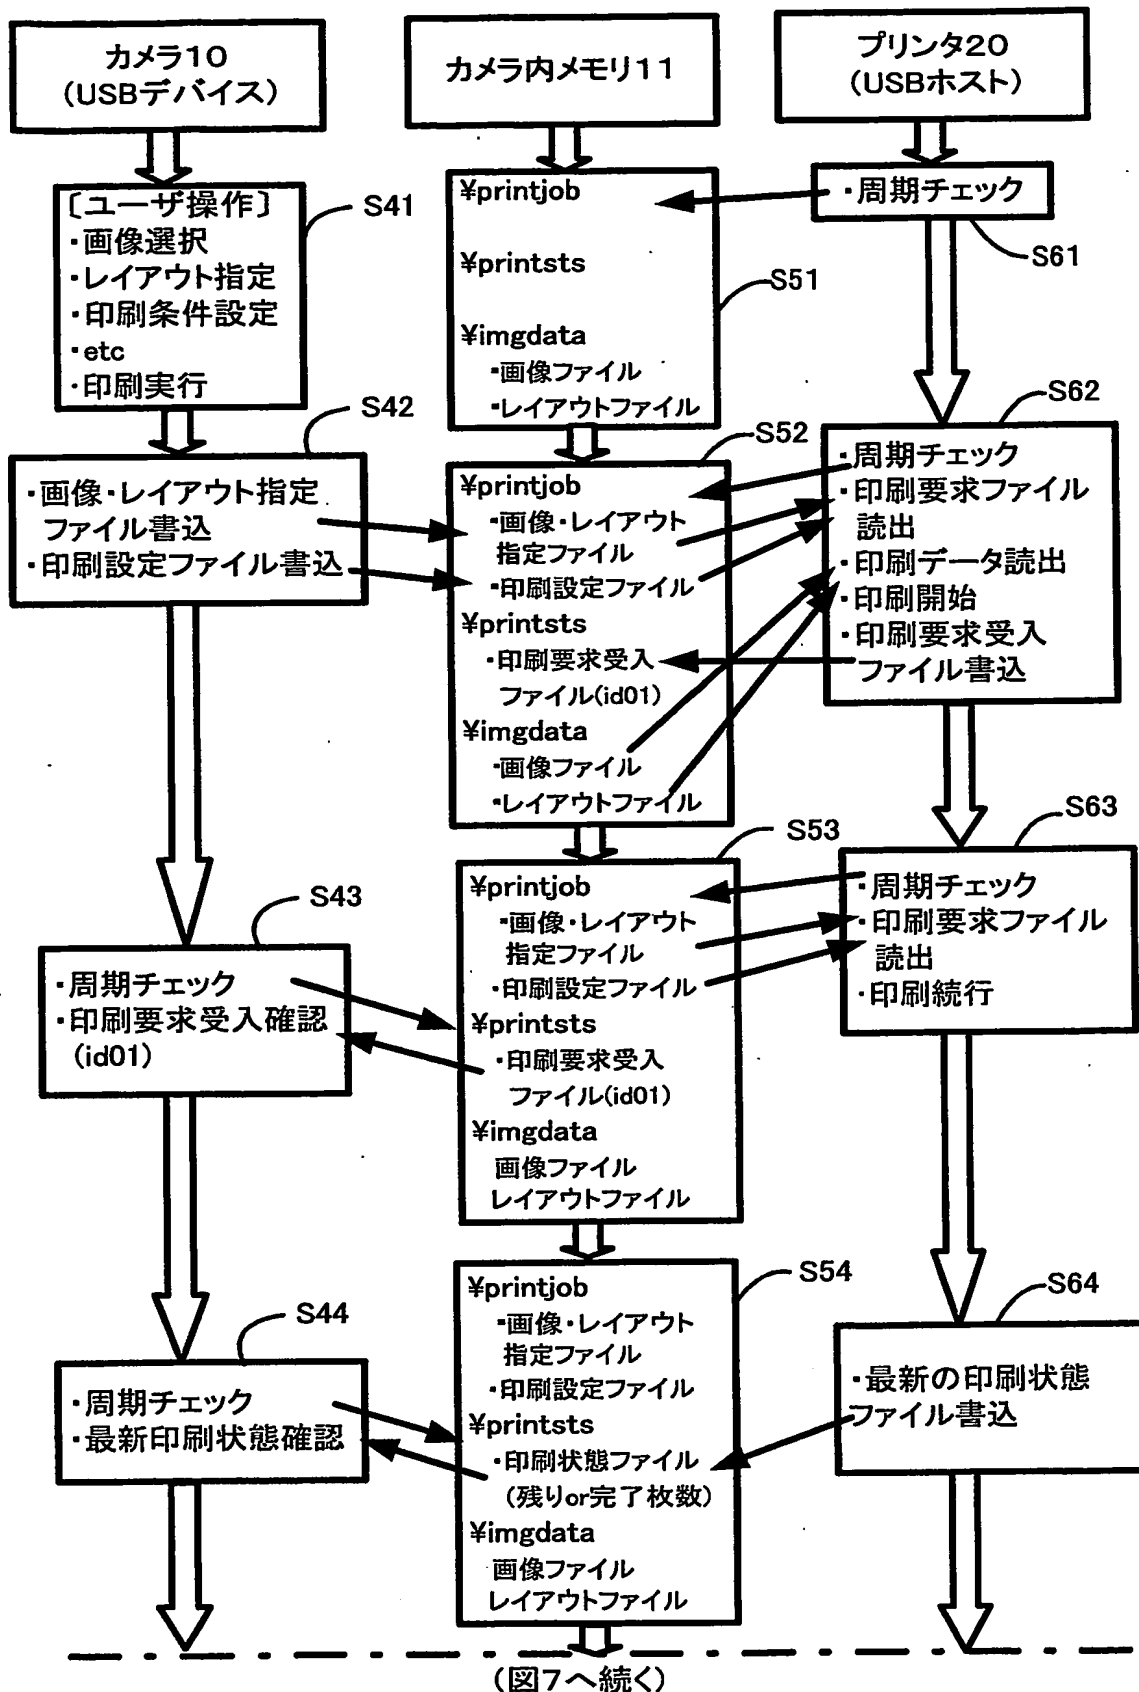 カメラ10
(USBデバイス)
カメラ内メモリ11
プリンタ20
(USBホスト)
〔ユーザ操作〕
・画像選択
・レイアウト指定
・印刷条件設定
・etc
・印刷実行
S41
¥printjob
¥printsts
¥imgdata
・画像ファイル
・レイアウトファイル
S51
・周期チェック
S61
S42
・画像・レイアウト指定
ファイル書込
・印刷設定ファイル書込
S52
¥printjob
・画像・レイアウト
指定ファイル
・印刷設定ファイル
¥printsts
・印刷要求受入
ファイル(id01)
¥imgdata
・画像ファイル
・レイアウトファイル
S62
・周期チェック
・印刷要求ファイル
読出
・印刷データ読出
・印刷開始
・印刷要求受入
ファイル書込
S43
・周期チェック
・印刷要求受入確認
(id01)
S53
¥printjob
・画像・レイアウト
指定ファイル
・印刷設定ファイル
¥printsts
・印刷要求受入
ファイル(id01)
¥imgdata
画像ファイル
レイアウトファイル
S63
・周期チェック
・印刷要求ファイル
読出
・印刷続行
S44
・周期チェック
・最新印刷状態確認
S54
¥printjob
・画像・レイアウト
指定ファイル
・印刷設定ファイル
¥printsts
・印刷状態ファイル
(残りor完了枚数)
¥imgdata
画像ファイル
レイアウトファイル
S64
・最新の印刷状態
ファイル書込
(図7へ続く)